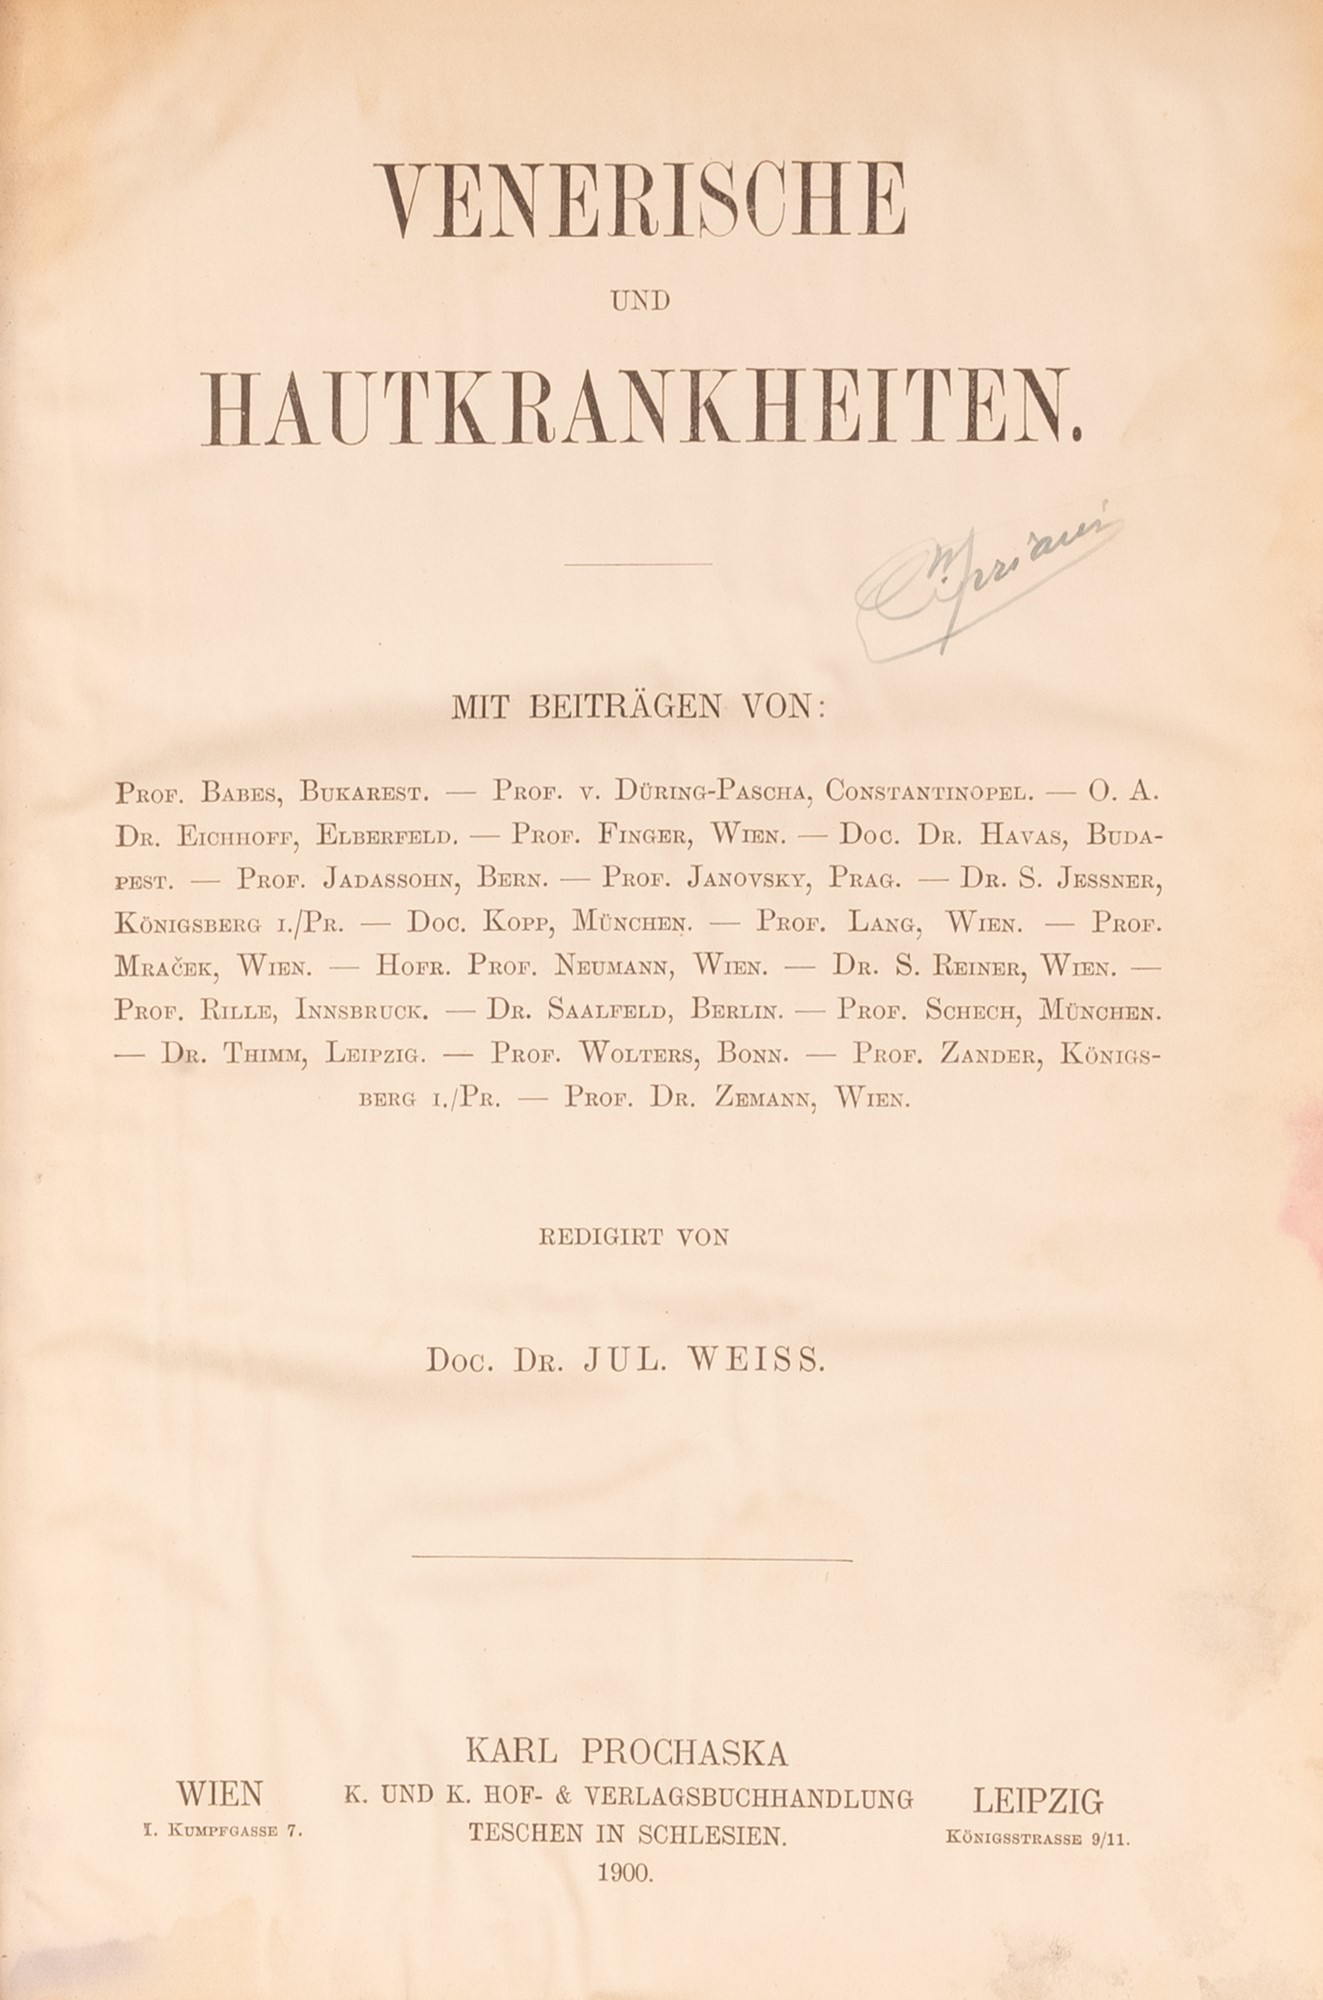 VENERISCHE
UND
HAUTKRANKHEITEN.
Cipriani
MIT BEITRÄGEN VON:
PROF. BABES, BUKAREST. — PROF. V. DÜRING-PASCHA, CONSTANTINOPEL. — O. A.
DR. EICHHOFF, ELBERFELD. — PROF. FINGER, WIEN. — DOC. DR. HAVAS, BUDA-
PEST. — PROF. JADASSOHN, BERN. — PROF. JANOVSKY, PRAG. — DR. S. JESSNER,
KÖNIGSBERG I./PR. — DOC. KOPP, MÜNCHEN. — PROF. LANG, WIEN. — PROF.
MRAČEK, WIEN. — HOFR. PROF. NEUMANN, WIEN. — DR. S. REINER, WIEN. —
PROF. RILLE, INNSBRUCK. — DR. SAALFELD, BERLIN. — PROF. SCHECH, MÜNCHEN.
— DR. THIMM, LEIPZIG. — PROF. WOLTERS, BONN. — PROF. ZANDER, KÖNIGS-
BERG I./PR. — PROF. DR. ZEMANN, WIEN.
REDIGIRT VON
DOC. DR. JUL. WEISS.
KARL PROCHASKA
WIEN K. UND K. HOF- & VERLAGSBUCHHANDLUNG LEIPZIG
I. KUMPFGASSE 7. TESCHEN IN SCHLESIEN. KÖNIGSSTRASSE 9/11.
1900.